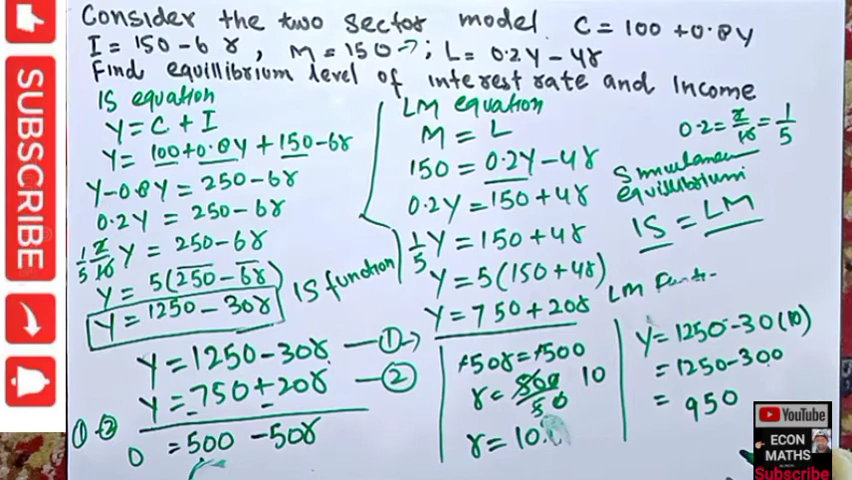 Consider the two sector model. C = 100 + 0.8Y
I = 150 - 6r, M = 150 ; L = 0.2Y - 4r
Find equillibrium level of interest rate and Income
IS equation
Y = C + I
Y = 100 + 0.8Y + 150 - 6r
Y - 0.8Y = 250 - 6r
0.2Y = 250 - 6r
1/5 2/10 Y = 250 - 6r
Y = 5(250 - 6r)
Y = 1250 - 30r
IS function
LM equation
M = L
150 = 0.2Y - 4r
0.2Y = 150 + 4r
1/5 Y = 150 + 4r
Y = 5(150 + 4r)
Y = 750 + 20r
LM Funt-
0.2 = 2/10 = 1/5
equilibrium
IS = LM
Y = 1250 - 30r — ①
Y = 750 + 20r — ②
① - ②
0 = 500 - 50r
+50r = +500
r = 500/50 10
r = 10
Y = 1250 - 30(10)
= 1250 - 300
= 950
SUBSCRIBE
YouTube
ECON
MATHS
Subscribe